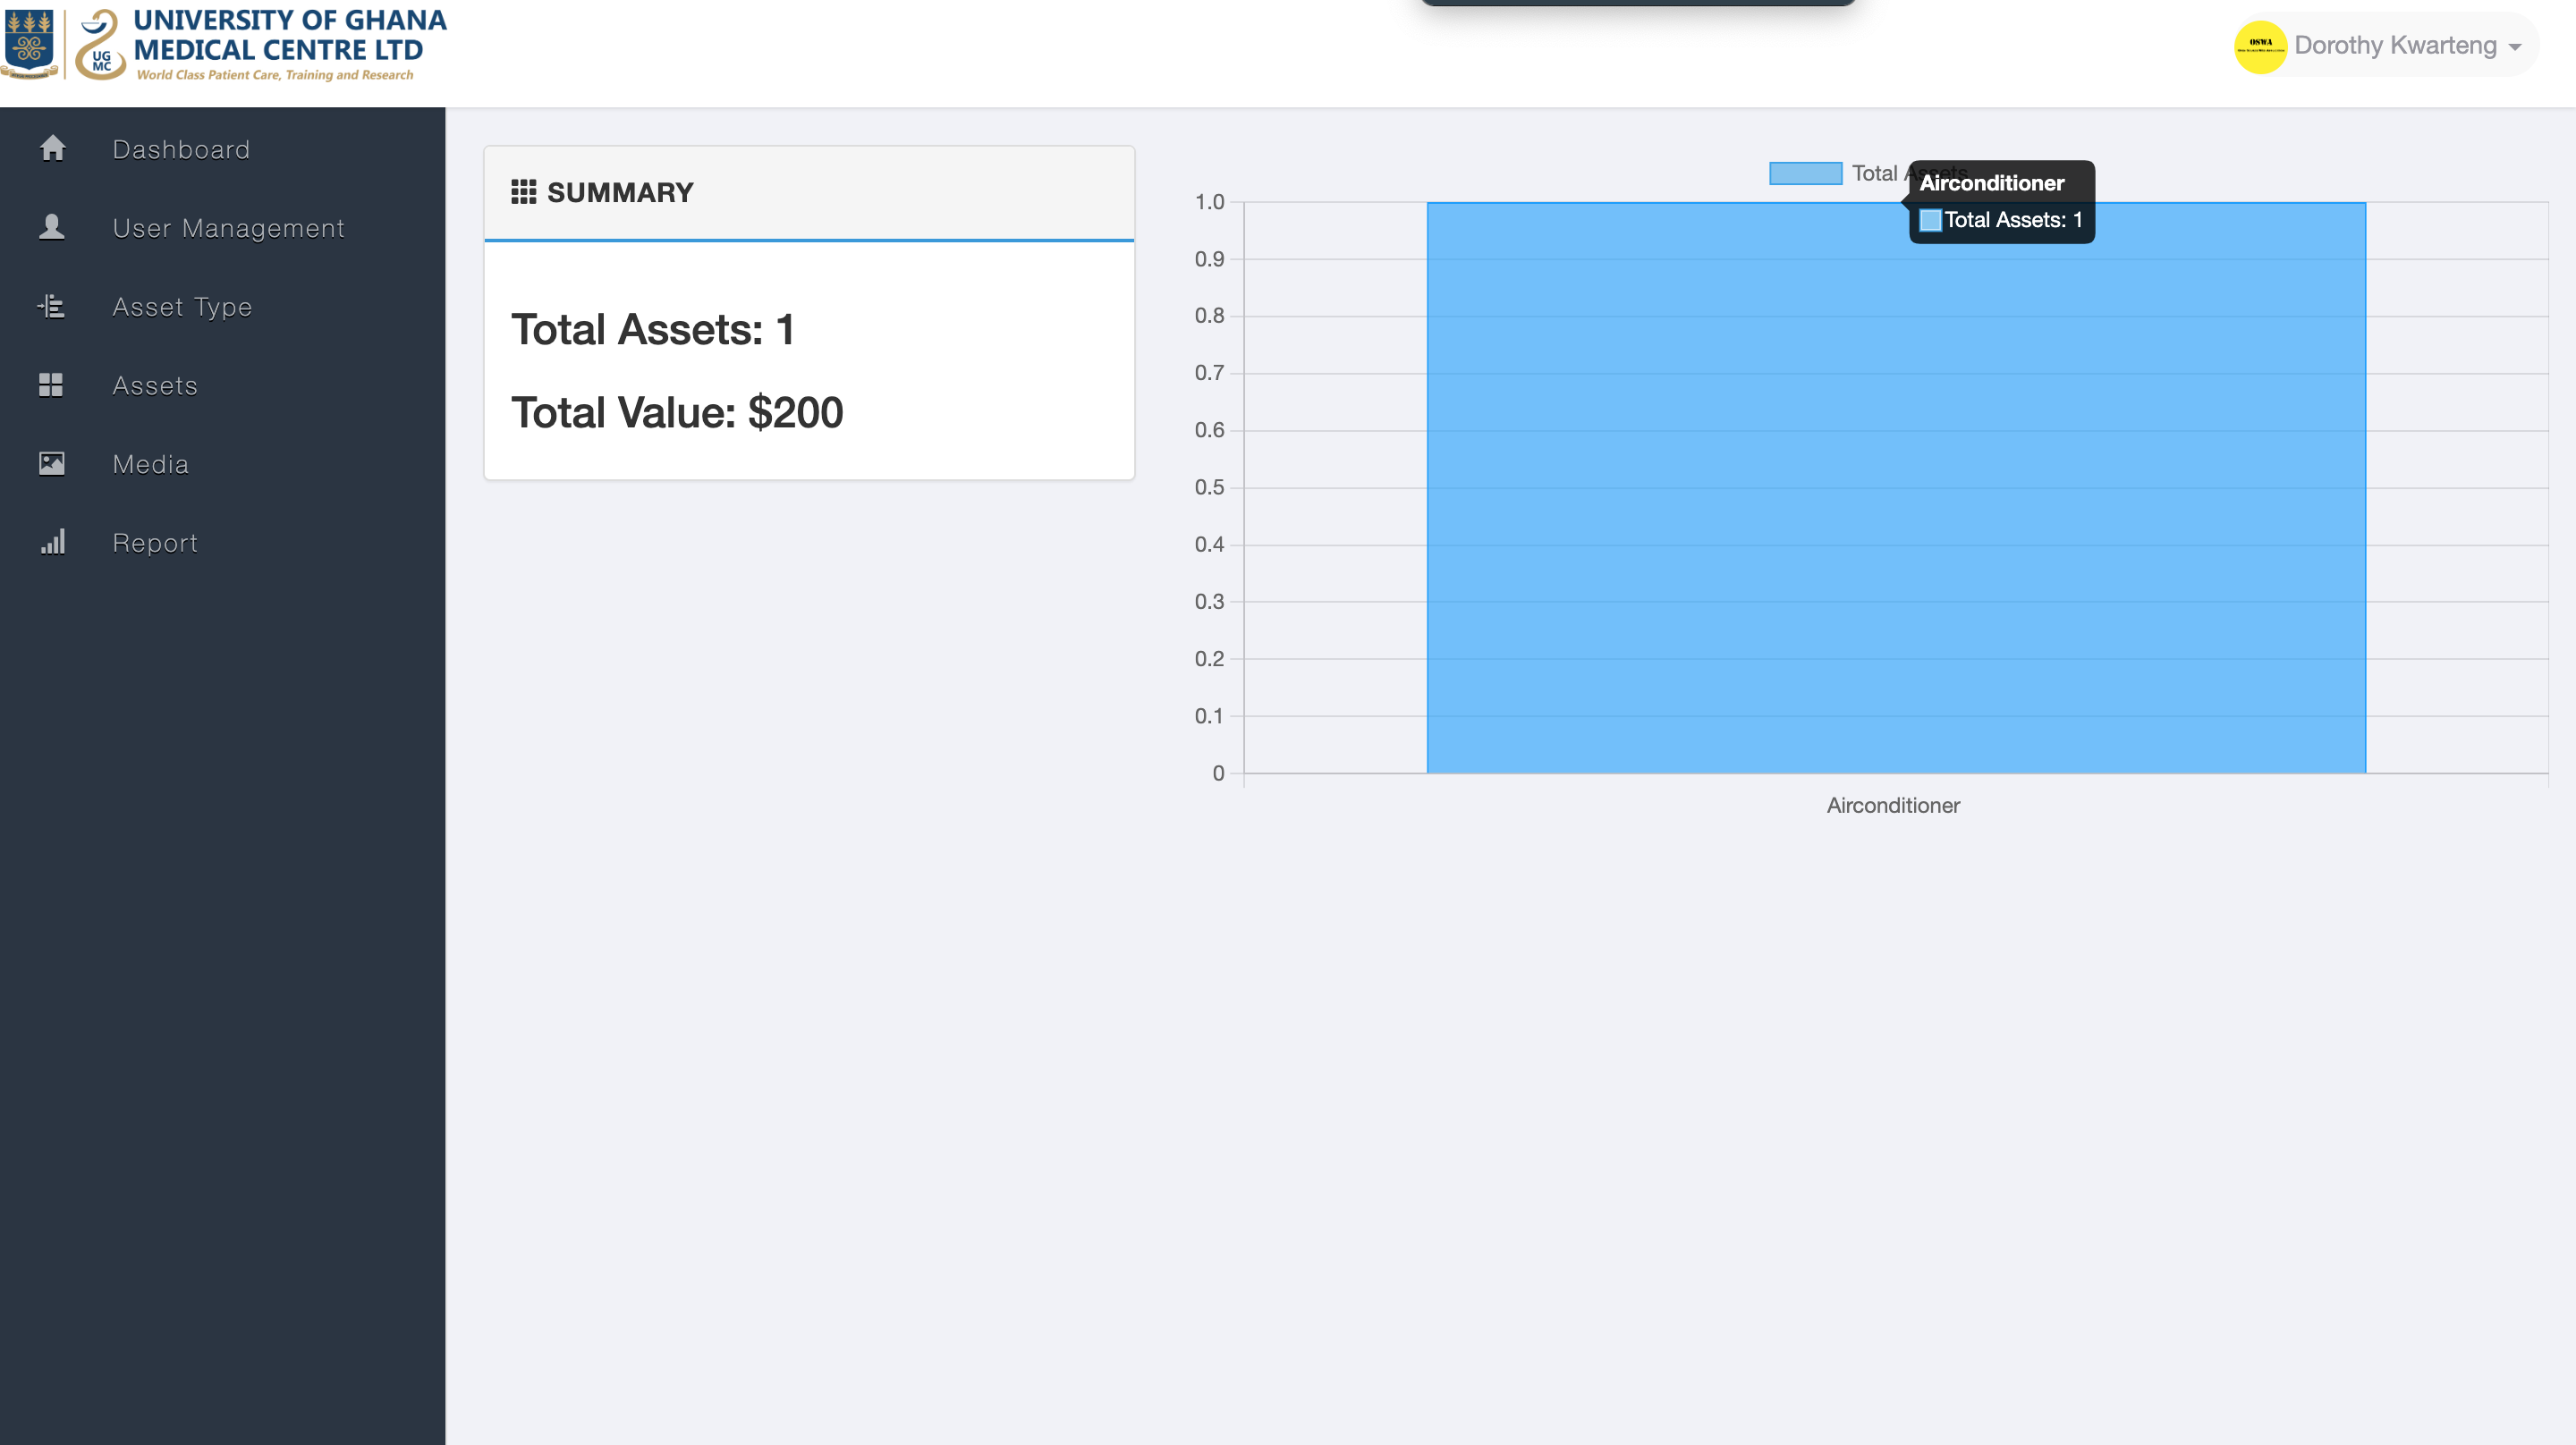 UNIVERSITY OF GHANA
MEDICAL CENTRE LTD
World Class Patient Care, Training and Research
UG
MC
OSWA
Dorothy Kwarteng
Dashboard
User Management
Asset Type
Assets
Media
Report
SUMMARY
Total Assets: 1
Total Value: $200
Total Assets
Airconditioner
Total Assets: 1
1.0
0.9
0.8
0.7
0.6
0.5
0.4
0.3
0.2
0.1
0
Airconditioner